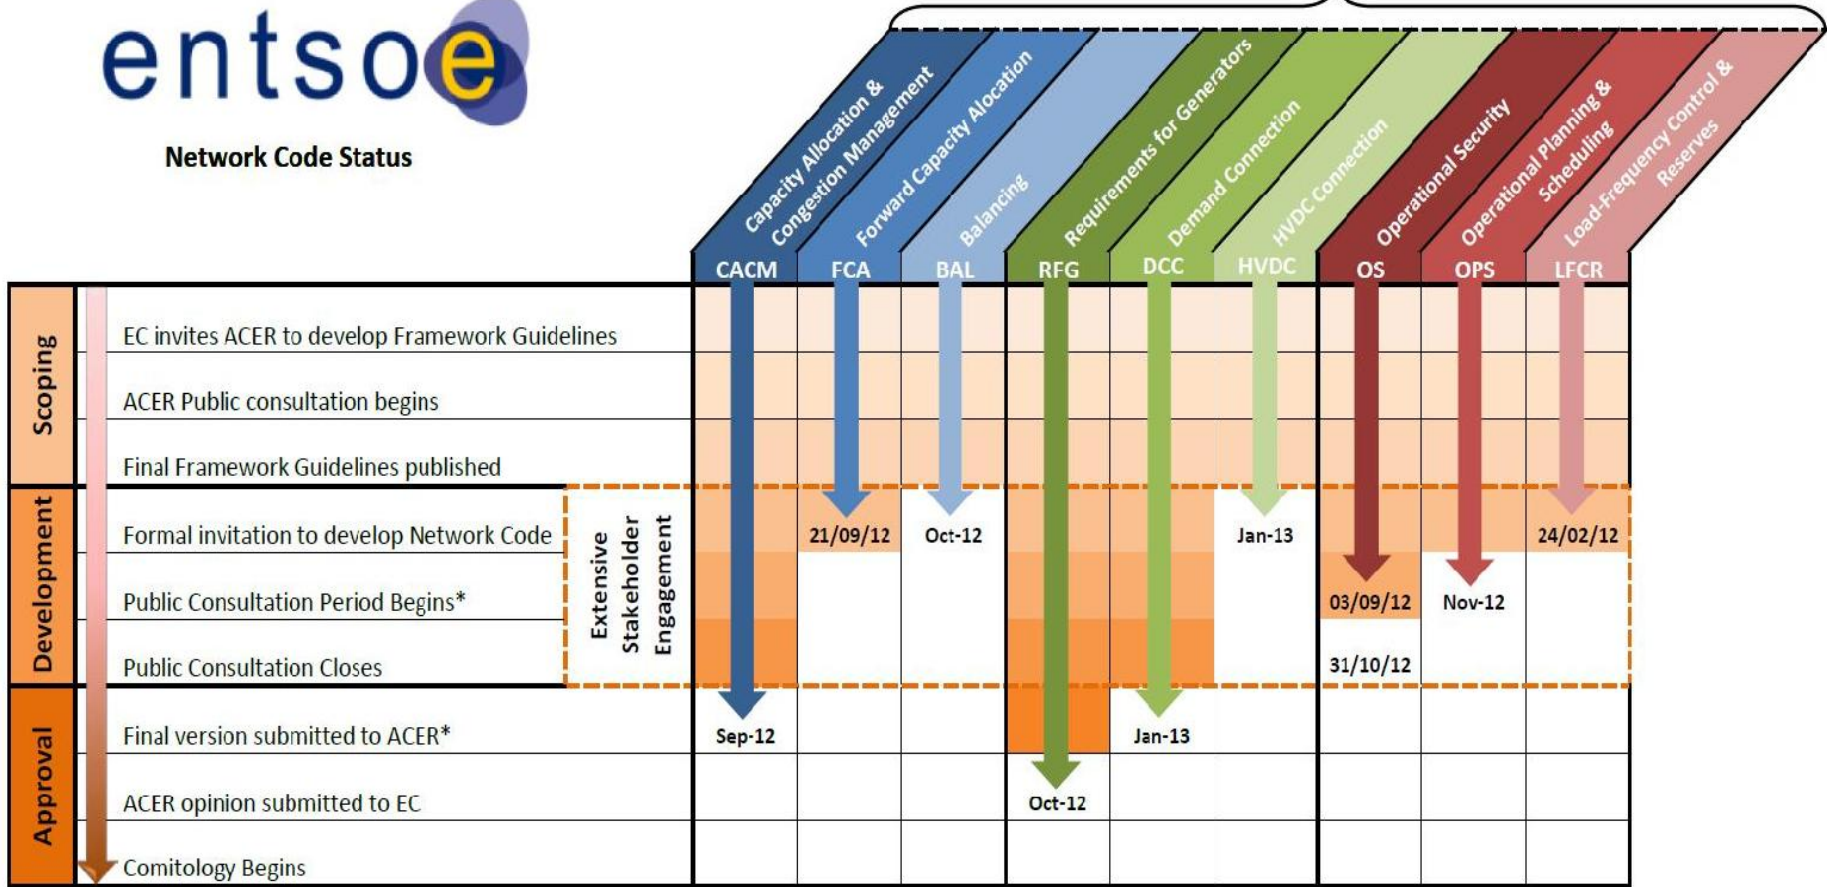 entsoe
Network Code Status
Capacity Allocation &
Congestion Management
Forward Capacity Alocation
Balancing
Requirements for Generators
Demand Connection
HVDC Connection
Operational Security
Operational Planning &
Scheduling
Load-Frequency Control &
Reserves
CACM FCA BAL RFG DCC HVDC OS OPS LFCR
Scoping
EC invites ACER to develop Framework Guidelines
ACER Public consultation begins
Final Framework Guidelines published
Development
Extensive
Stakeholder
Engagement
Formal invitation to develop Network Code 21/09/12 Oct-12 Jan-13 24/02/12
Public Consultation Period Begins* 03/09/12 Nov-12
Public Consultation Closes 31/10/12
Approval
Final version submitted to ACER* Sep-12 Jan-13
ACER opinion submitted to EC Oct-12
Comitology Begins